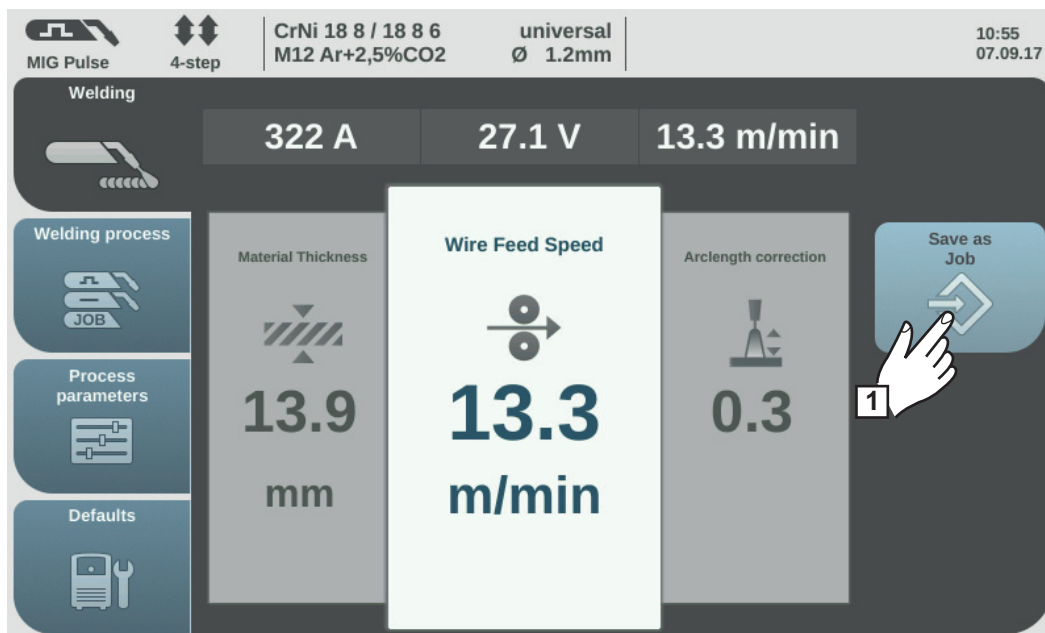 MIG Pulse
4-step
CrNi 18 8 / 18 8 6 universal
M12 Ar+2,5%CO2 Ø 1.2mm
10:55
07.09.17
Welding
322 A
27.1 V
13.3 m/min
Welding process
JOB
Process
parameters
Defaults
Material Thickness
13.9
mm
Wire Feed Speed
13.3
m/min
Arclength correction
0.3
Save as
Job
1